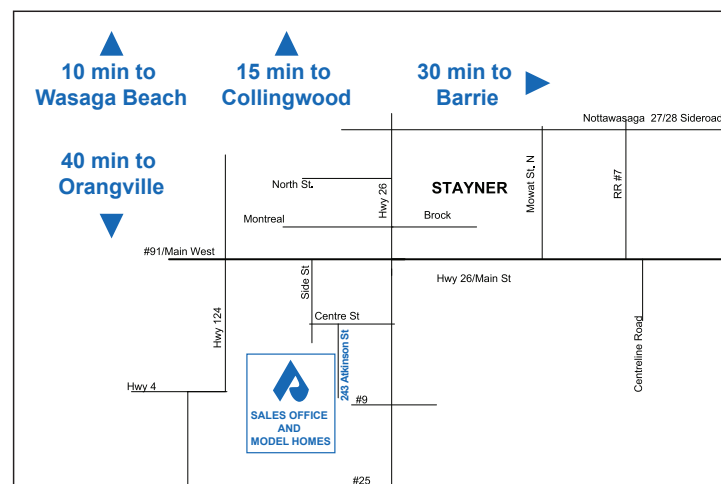 10 min to
Wasaga Beach
15 min to
Collingwood
30 min to
Barrie
Nottawasaga 27/28 Sideroad
40 min to
Orangville
North St.
Hwy 26
STAYNER
Mowat St. N
RR #7
Montreal
Brock
#91/Main West
Side St
Hwy 26/Main St
Hwy 124
Centre St
243 Atkinson St
Centreline Road
Hwy 4
#9
SALES OFFICE
AND
MODEL HOMES
#25